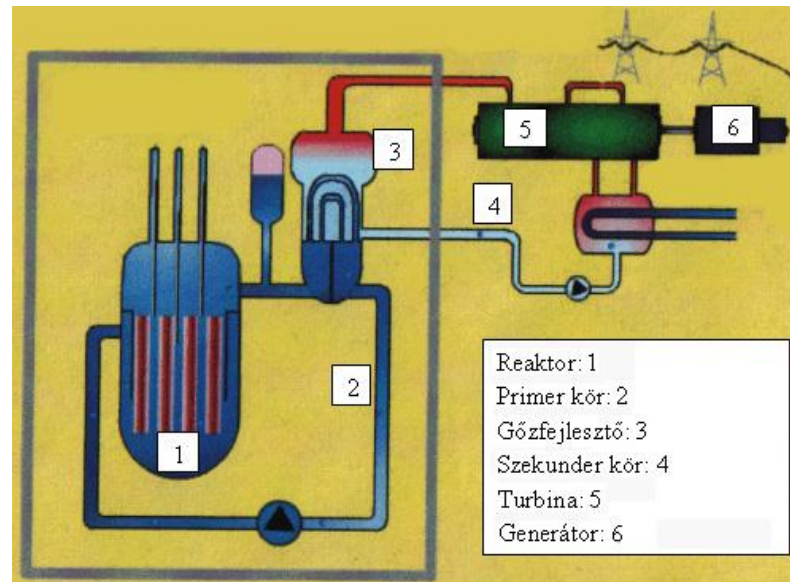 3
5
6
4
2
1
Reaktor: 1
Primer kör: 2
Gőzfejlesztő: 3
Szekunder kör: 4
Turbina: 5
Generátor: 6